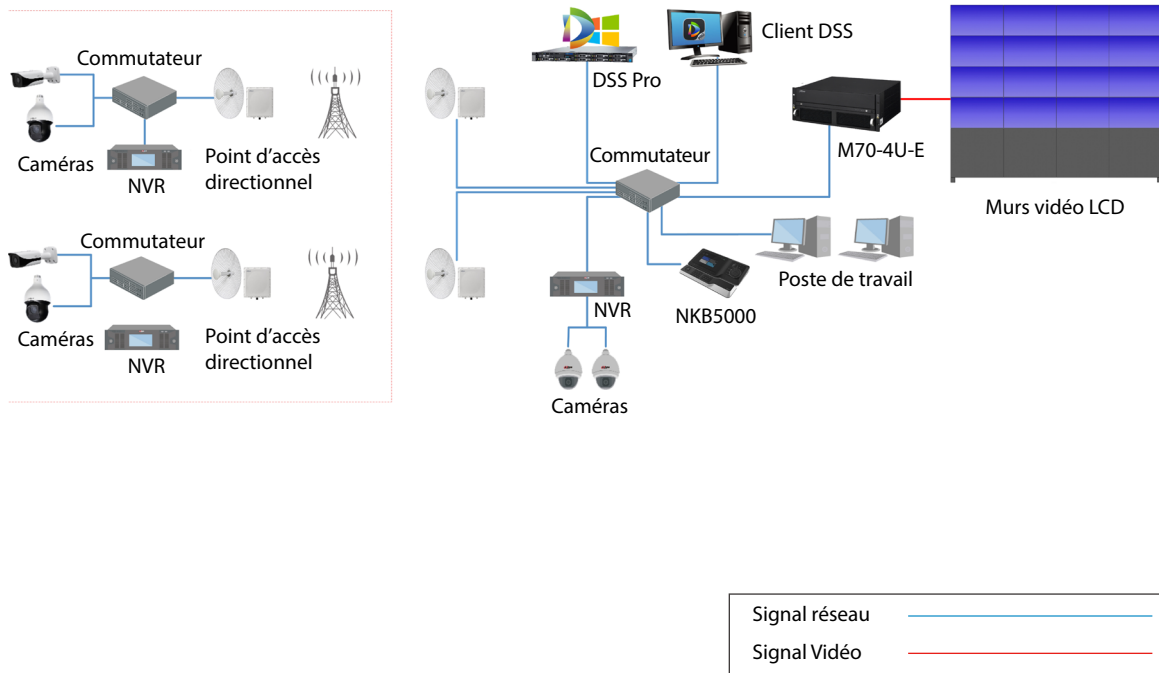 Commutateur
Caméras
NVR
Point d’accès
directionnel
Commutateur
Caméras
NVR
Point d’accès
directionnel
DSS Pro
Client DSS
M70-4U-E
Murs vidéo LCD
Commutateur
Poste de travail
NKB5000
NVR
Caméras
Signal réseau
Signal Vidéo